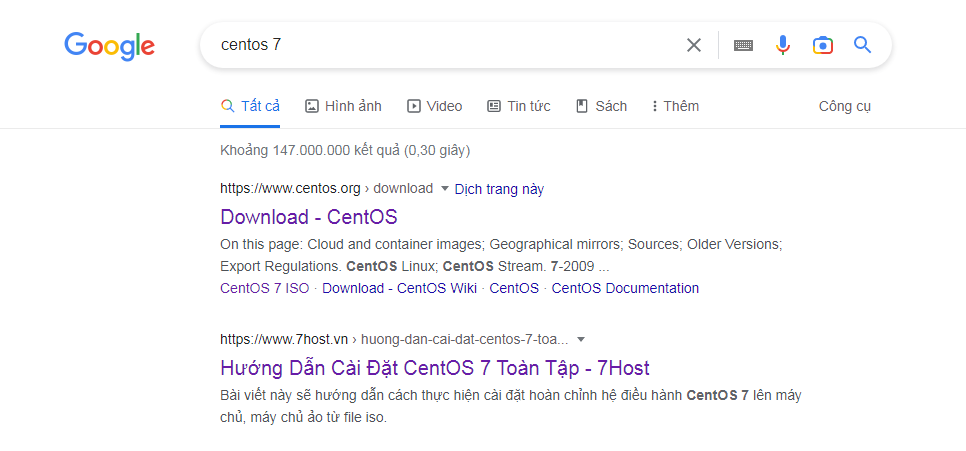 Google
centos 7
Tất cả
Hình ảnh
Video
Tin tức
Sách
Thêm
Công cụ
Khoảng 147.000.000 kết quả (0,30 giây)
https://www.centos.org › download Dịch trang này
Download - CentOS
On this page: Cloud and container images; Geographical mirrors; Sources; Older Versions;
Export Regulations. CentOS Linux; CentOS Stream. 7-2009 ...
CentOS 7 ISO · Download - CentOS Wiki · CentOS · CentOS Documentation
https://www.7host.vn › huong-dan-cai-dat-centos-7-toa...
Hướng Dẫn Cài Đặt CentOS 7 Toàn Tập - 7Host
Bài viết này sẽ hướng dẫn cách thực hiện cài đặt hoàn chỉnh hệ điều hành CentOS 7 lên máy
chủ, máy chủ ảo từ file iso.